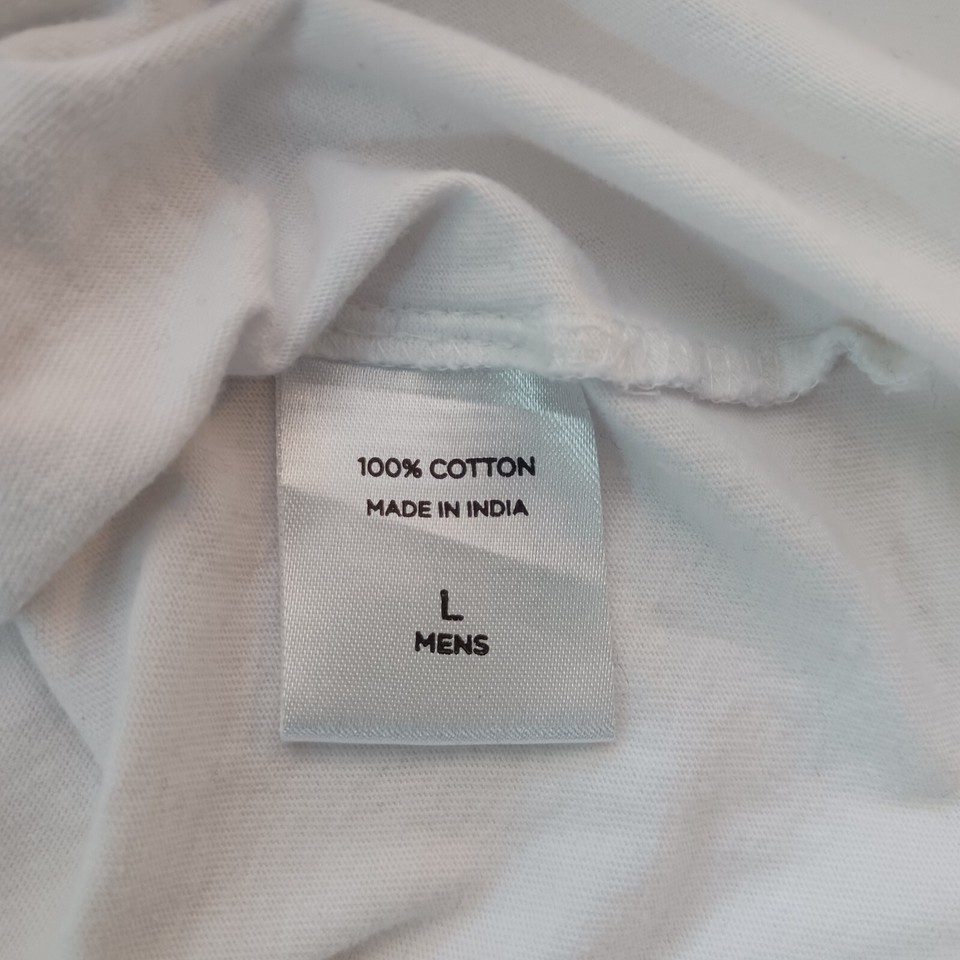 100% COTTON
MADE IN INDIA
L
MENS